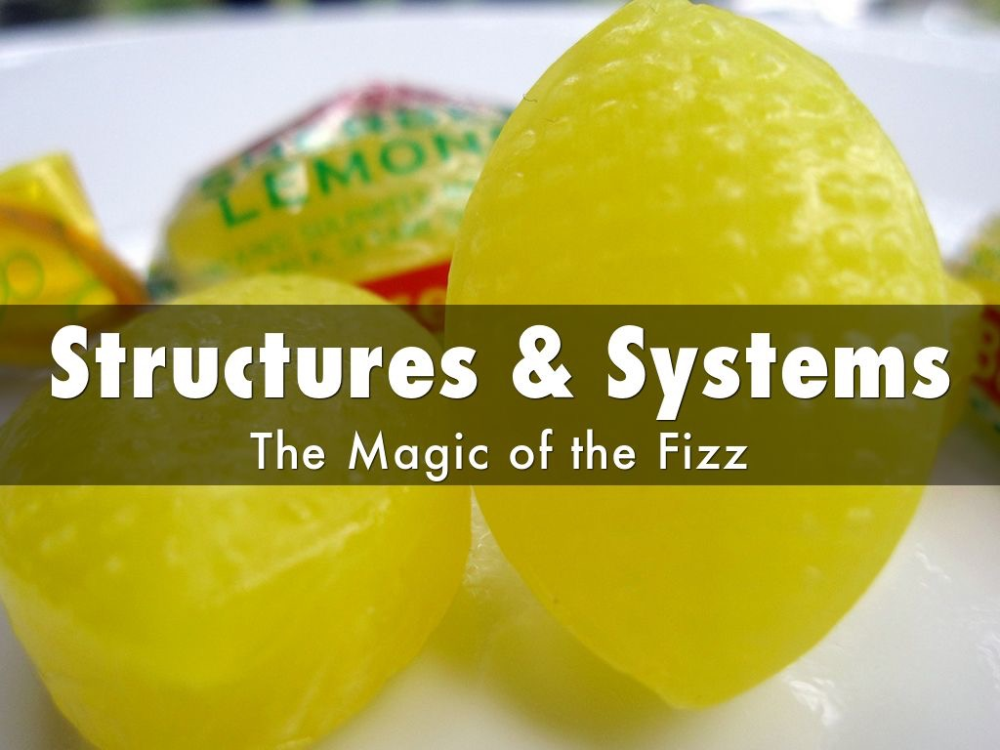 LEMON
Structures & Systems
The Magic of the Fizz